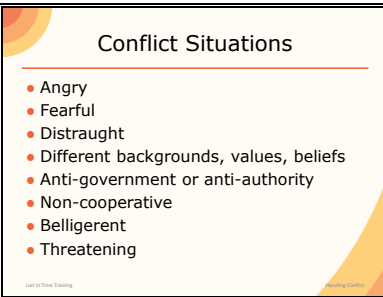 Conflict Situations
• Angry
• Fearful
• Distraught
• Different backgrounds, values, beliefs
• Anti-government or anti-authority
• Non-cooperative
• Belligerent
• Threatening
Just In Time Training
Handling Conflict